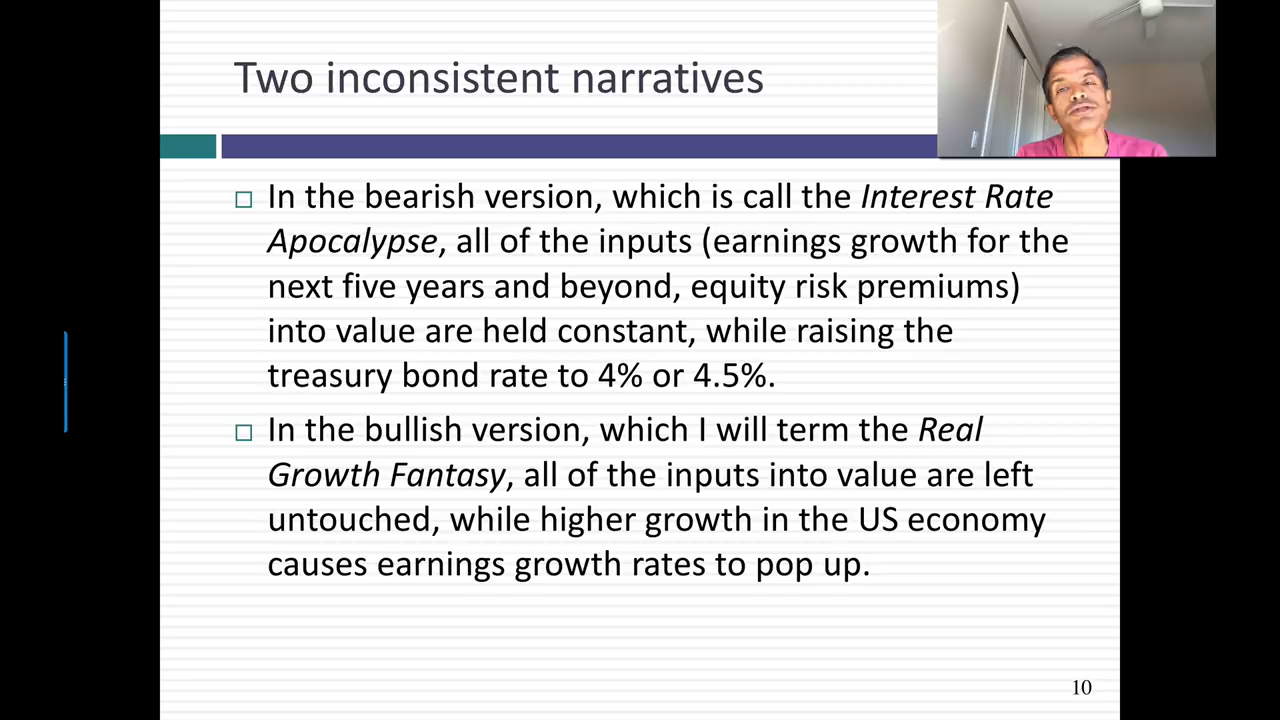 Two inconsistent narratives
In the bearish version, which is call the Interest Rate
Apocalypse, all of the inputs (earnings growth for the
next five years and beyond, equity risk premiums)
into value are held constant, while raising the
treasury bond rate to 4% or 4.5%.
In the bullish version, which I will term the Real
Growth Fantasy, all of the inputs into value are left
untouched, while higher growth in the US economy
causes earnings growth rates to pop up.
10